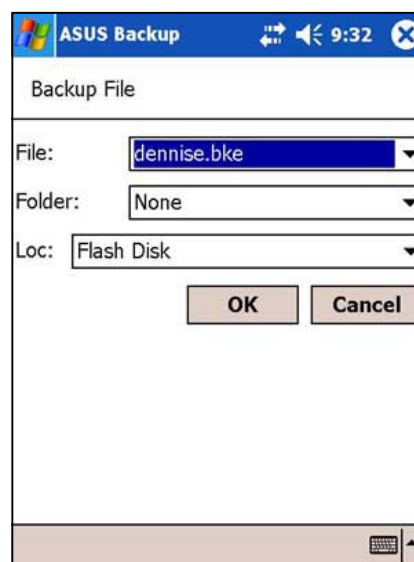 ASUS Backup 9:32
Backup File
File: dennise.bke
Folder: None
Loc: Flash Disk
OK Cancel